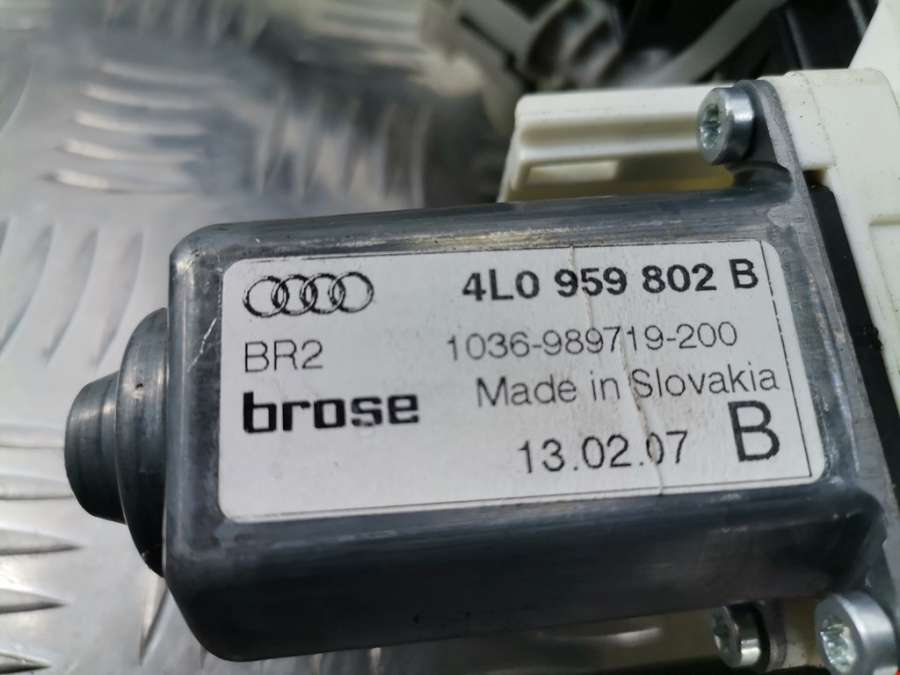 4L0 959 802 B
BR2 1036-989719-200
brose Made in Slovakia
13.02.07 B